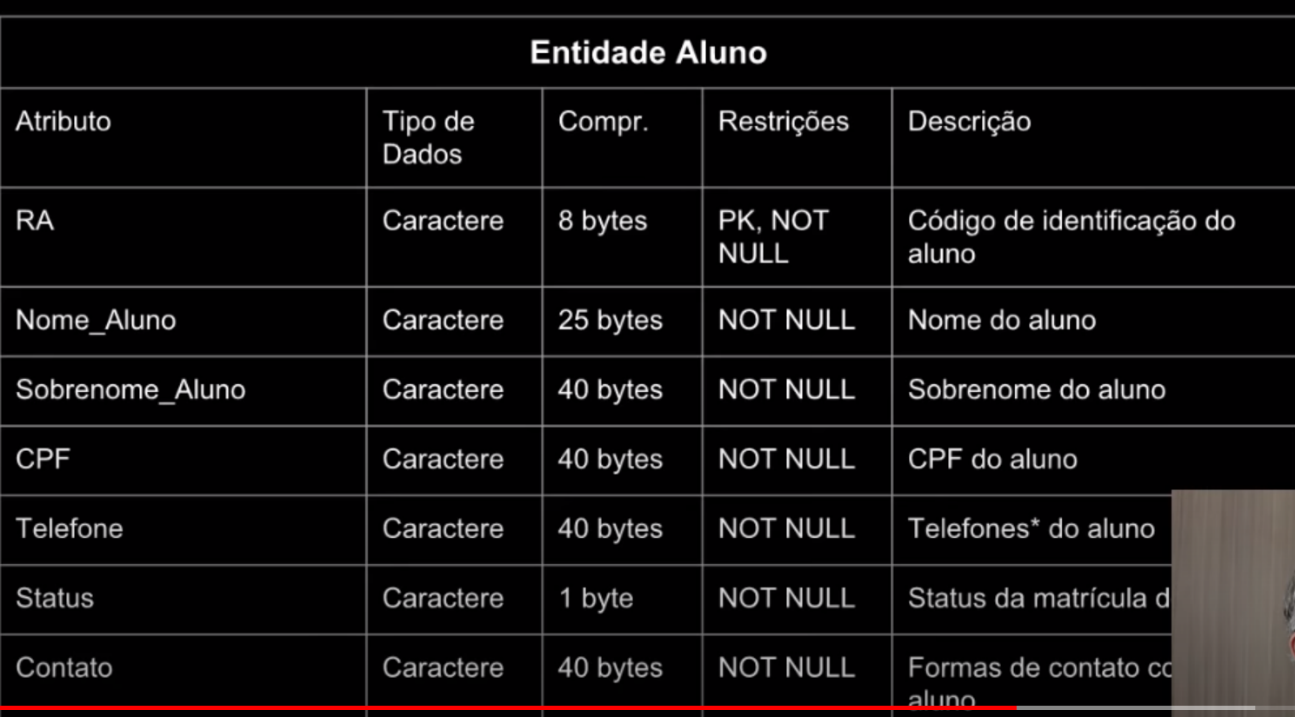 Entidade Aluno
Atributo
Tipo de
Dados
Compr.
Restrições
Descrição
RA
Caractere
8 bytes
PK, NOT
NULL
Código de identificação do
aluno
Nome_Aluno
Caractere
25 bytes
NOT NULL
Nome do aluno
Sobrenome_Aluno
Caractere
40 bytes
NOT NULL
Sobrenome do aluno
CPF
Caractere
40 bytes
NOT NULL
CPF do aluno
Telefone
Caractere
40 bytes
NOT NULL
Telefones* do aluno
Status
Caractere
1 byte
NOT NULL
Status da matrícula d
Contato
Caractere
40 bytes
NOT NULL
Formas de contato co
aluno